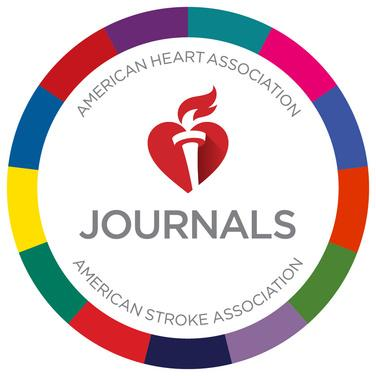 AMERICAN HEART ASSOCIATION
JOURNALS
AMERICAN STROKE ASSOCIATION